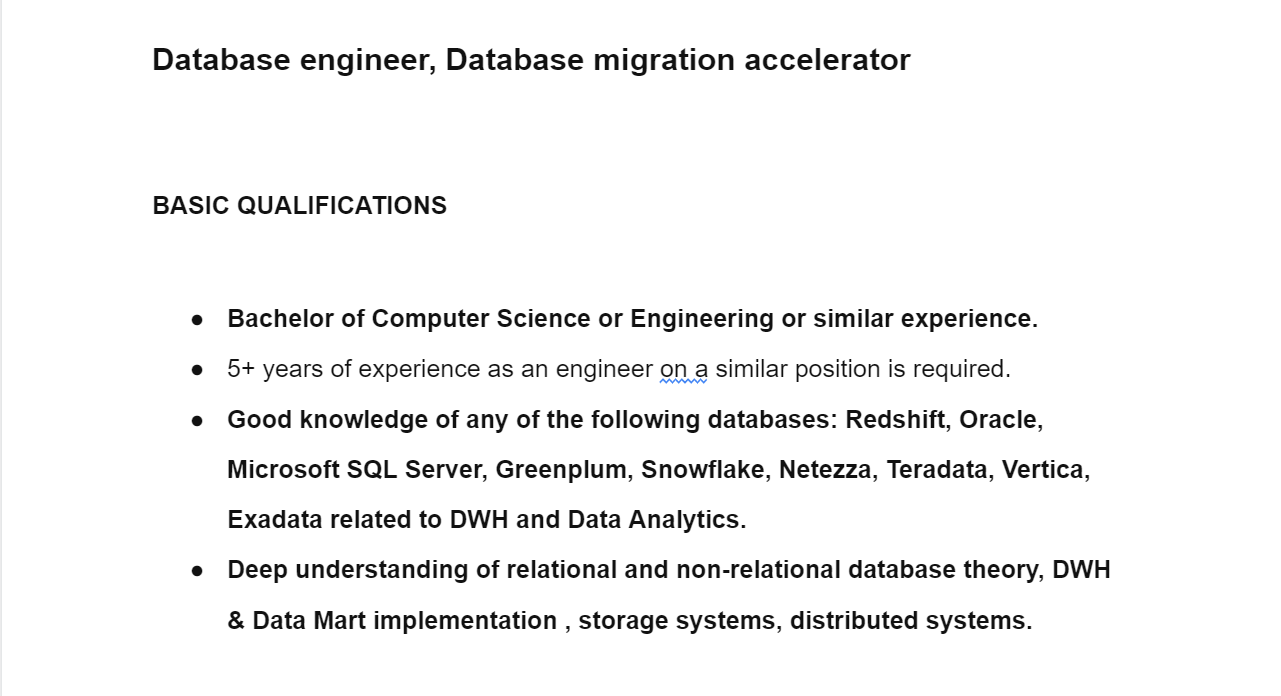 Database engineer, Database migration accelerator
BASIC QUALIFICATIONS
● Bachelor of Computer Science or Engineering or similar experience.
● 5+ years of experience as an engineer on a similar position is required.
● Good knowledge of any of the following databases: Redshift, Oracle,
Microsoft SQL Server, Greenplum, Snowflake, Netezza, Teradata, Vertica,
Exadata related to DWH and Data Analytics.
● Deep understanding of relational and non-relational database theory, DWH
& Data Mart implementation , storage systems, distributed systems.